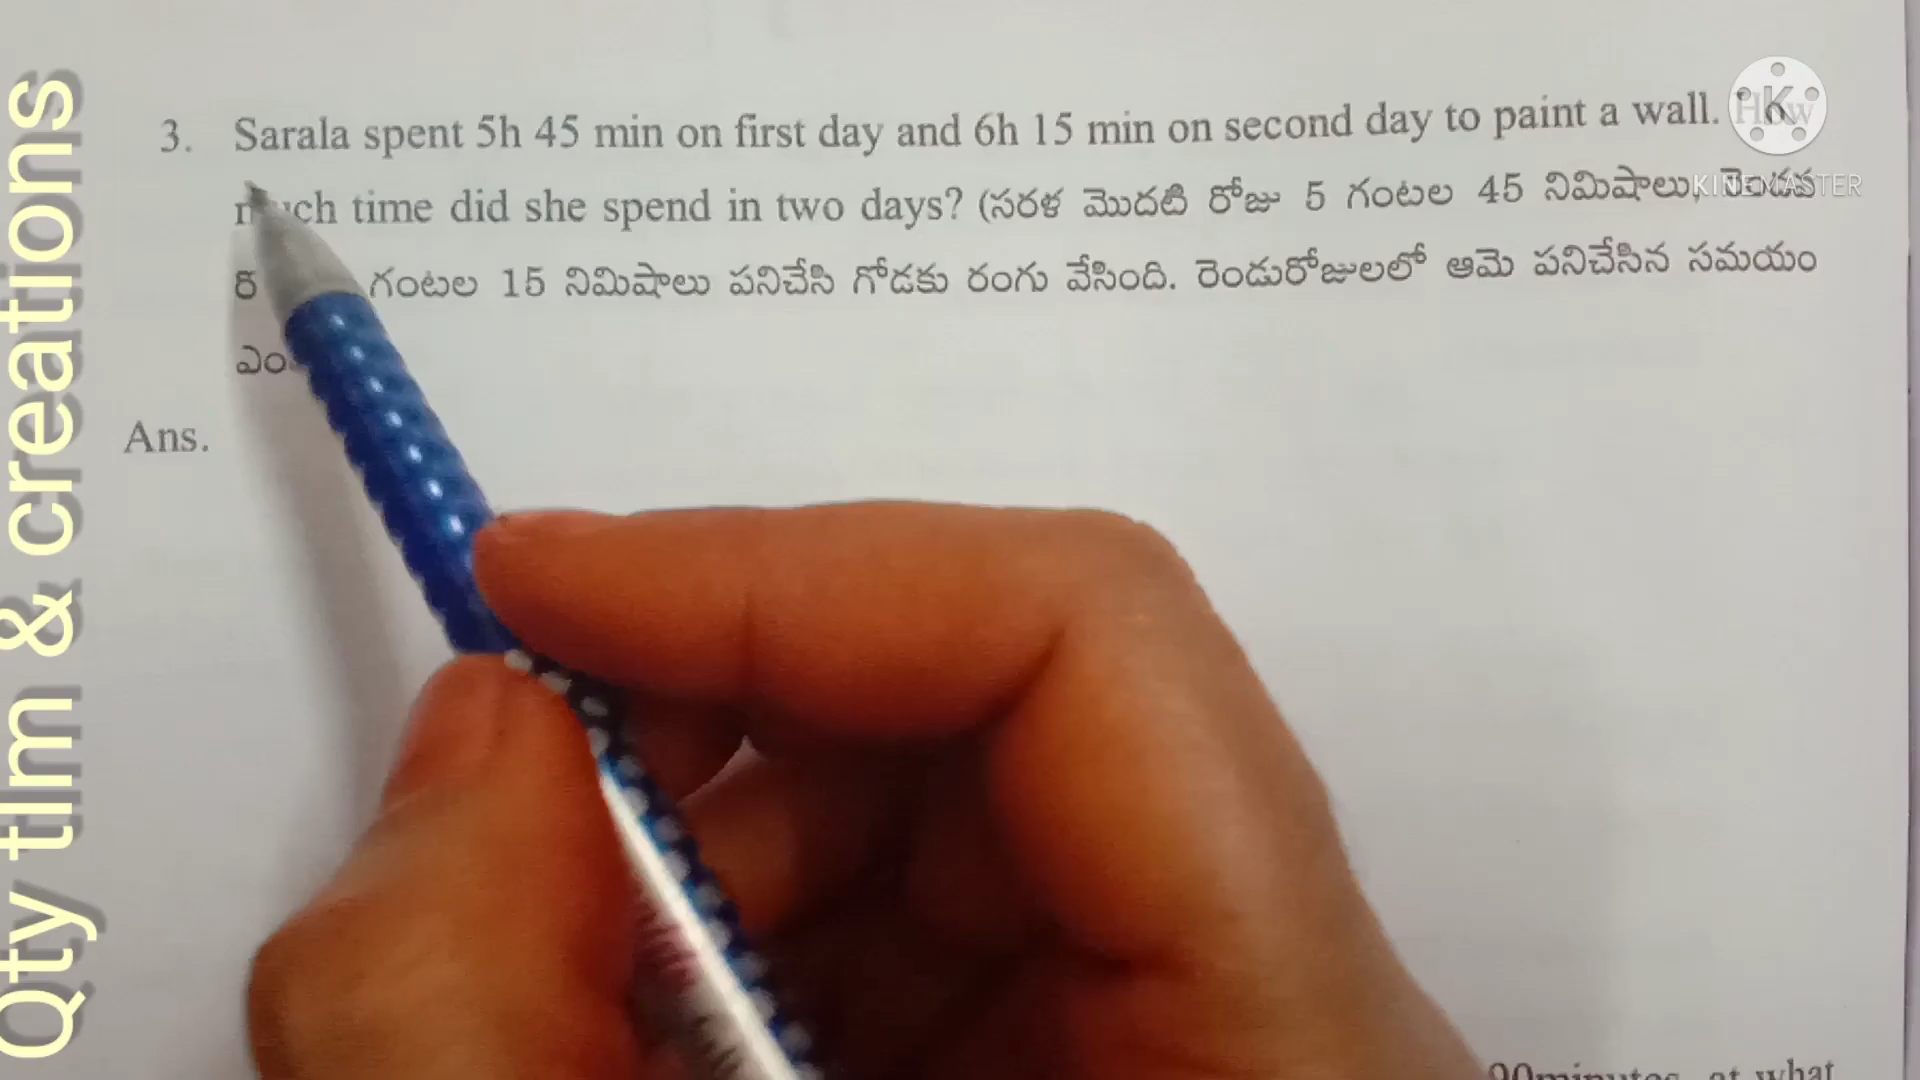 Qty tlm & creations
3. Sarala spent 5h 45 min on first day and 6h 15 min on second day to paint a wall.
time did she spend in two days? (సరళ మొదటి రోజు 5 గంటల 45 నిమిషాలు,
గంటల 15 నిమిషాలు పనిచేసి గోడకు రంగు వేసింది. రెండురోజులలో ఆమె పనిచేసిన సమయం
Ans.
K
KINEMASTER
at what